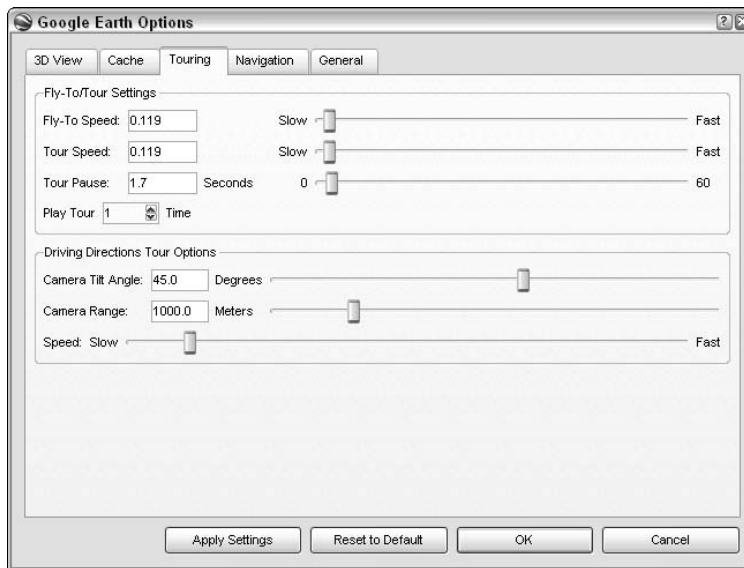 Google Earth Options
3D View Cache Touring Navigation General
Fly-To/Tour Settings
Fly-To Speed: 0.119 Slow Fast
Tour Speed: 0.119 Slow Fast
Tour Pause: 1.7 Seconds 0 60
Play Tour 1 Time
Driving Directions Tour Options
Camera Tilt Angle: 45.0 Degrees
Camera Range: 1000.0 Meters
Speed: Slow Fast
Apply Settings Reset to Default OK Cancel